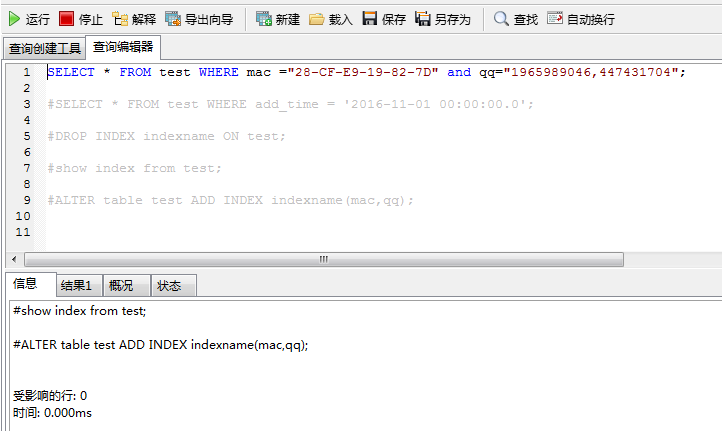 运行 停止 解释 导出向导 新建 载入 保存 另存为 查找 自动换行
查询创建工具 查询编辑器
1 SELECT * FROM test WHERE mac ="28-CF-E9-19-82-7D" and qq="1965989046,447431704";
2
3 #SELECT * FROM test WHERE add_time = '2016-11-01 00:00:00.0';
4
5 #DROP INDEX indexname ON test;
6
7 #show index from test;
8
9 #ALTER table test ADD INDEX indexname(mac,qq);
10
11
信息 结果1 概况 状态
#show index from test;
#ALTER table test ADD INDEX indexname(mac,qq);
受影响的行: 0
时间: 0.000ms